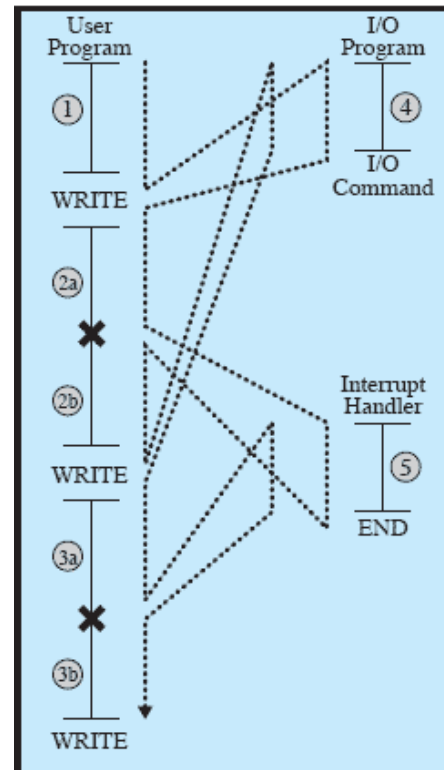 User
Program
I/O
Program
1
4
WRITE
I/O
Command
2a
2b
Interrupt
Handler
WRITE
5
END
3a
3b
WRITE